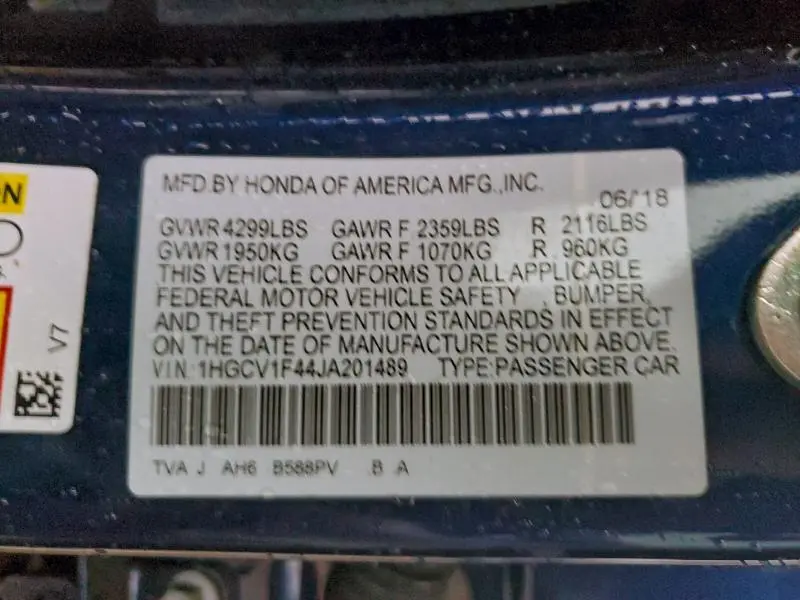 MFD.BY HONDA OF AMERICA MFG.,INC.
06/18
GVWR 4299LBS GAWR F 2359LBS R 2116LBS
GVWR 1950KG GAWR F 1070KG R 960KG
THIS VEHICLE CONFORMS TO ALL APPLICABLE
FEDERAL MOTOR VEHICLE SAFETY , BUMPER,
AND THEFT PREVENTION STANDARDS IN EFFECT
ON THE DATE OF MANUFACTURE SHOWN ABOVE.
VIN: 1HGCV1F44JA201489 TYPE:PASSENGER CAR
TVA J AH6 B588PV B A
V7